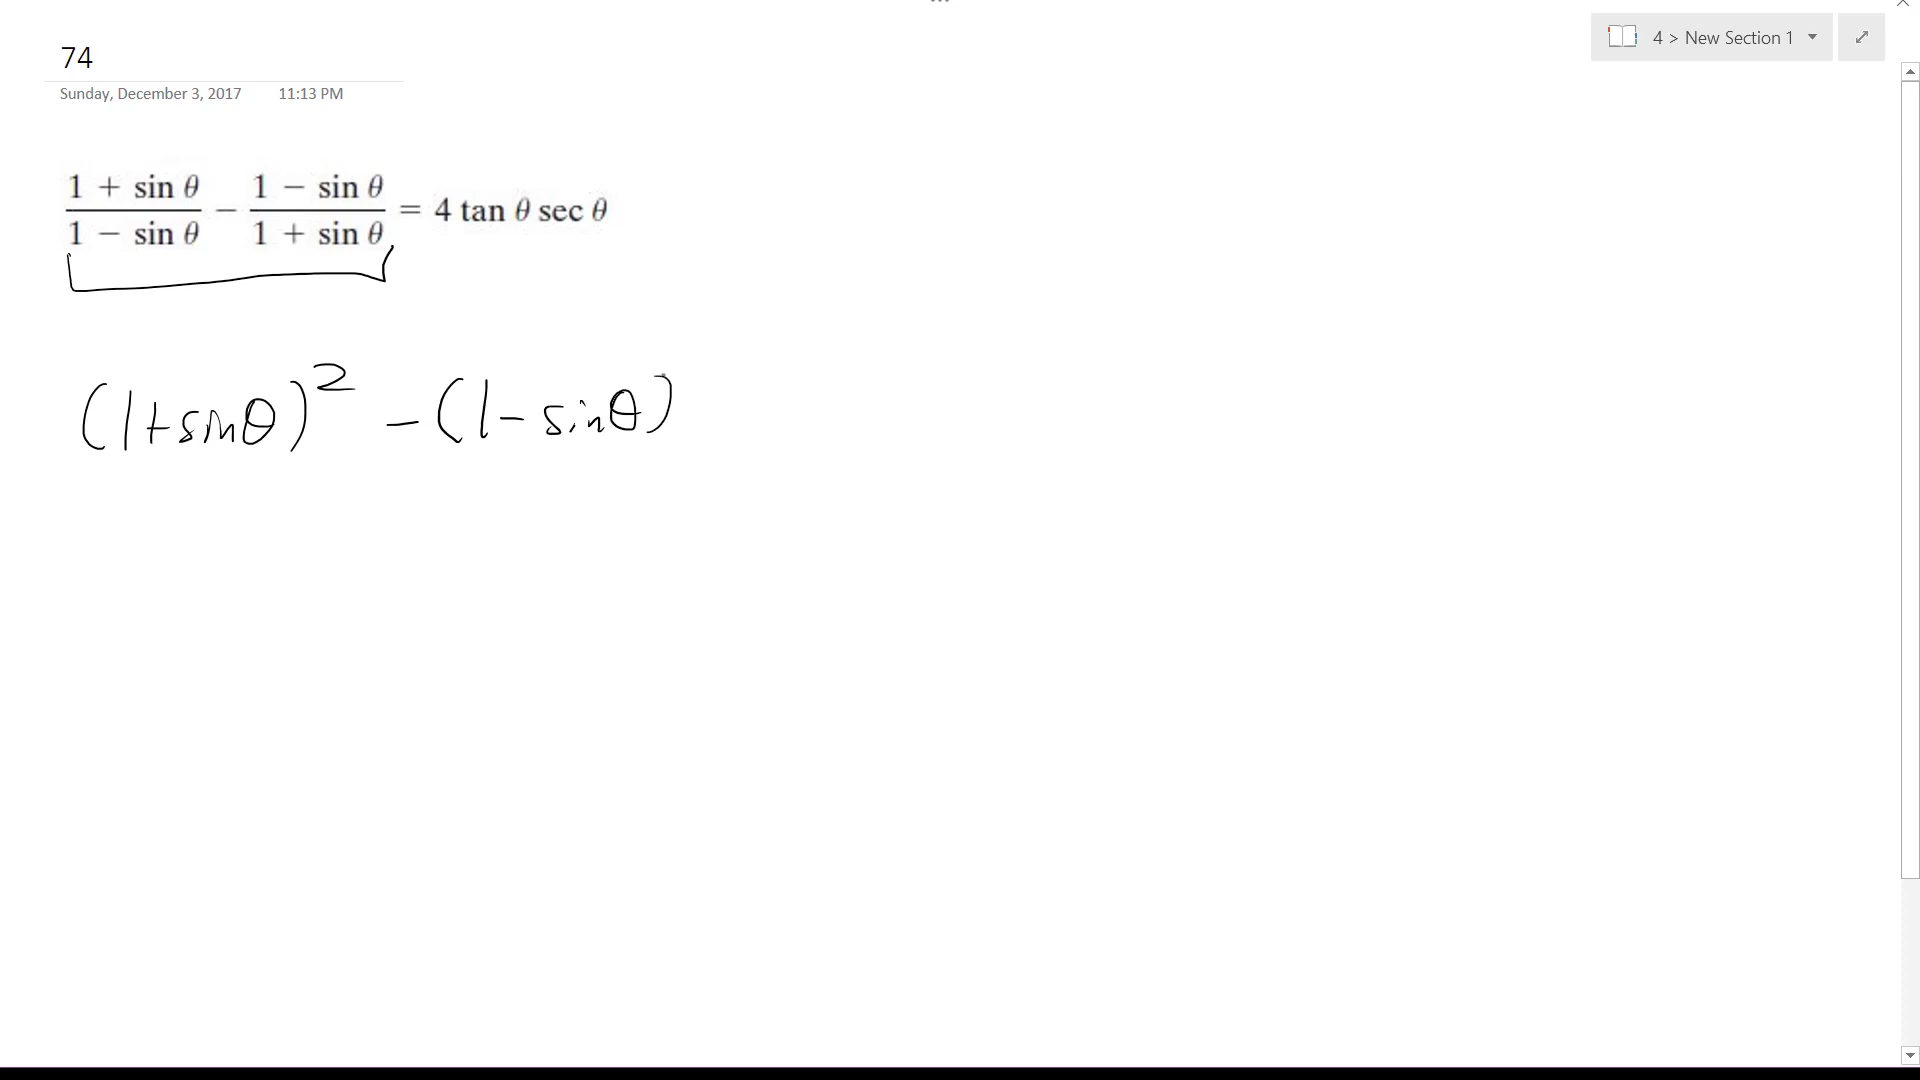 4 > New Section 1
74
Sunday, December 3, 2017 11:13 PM
1 + sin θ / 1 − sin θ − 1 − sin θ / 1 + sin θ = 4 tan θ sec θ
(1+sinθ)² − (1− sinθ)